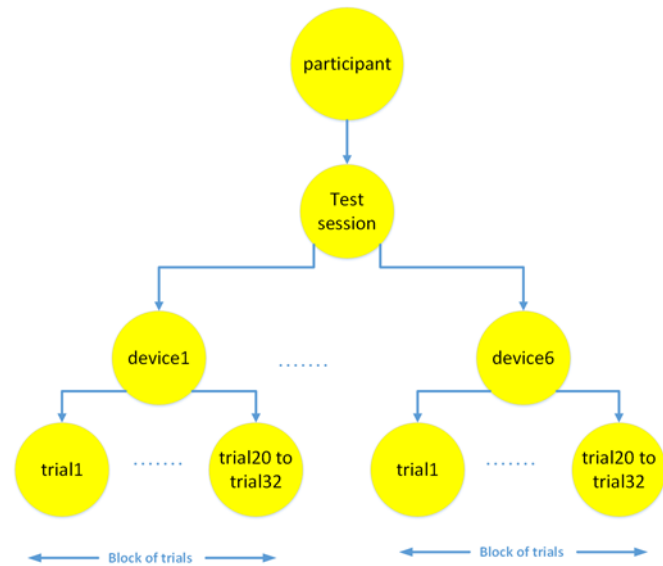 participant
Test
session
device1
.......
device6
trial1
.......
trial20 to
trial32
trial1
.......
trial20 to
trial32
Block of trials
Block of trials